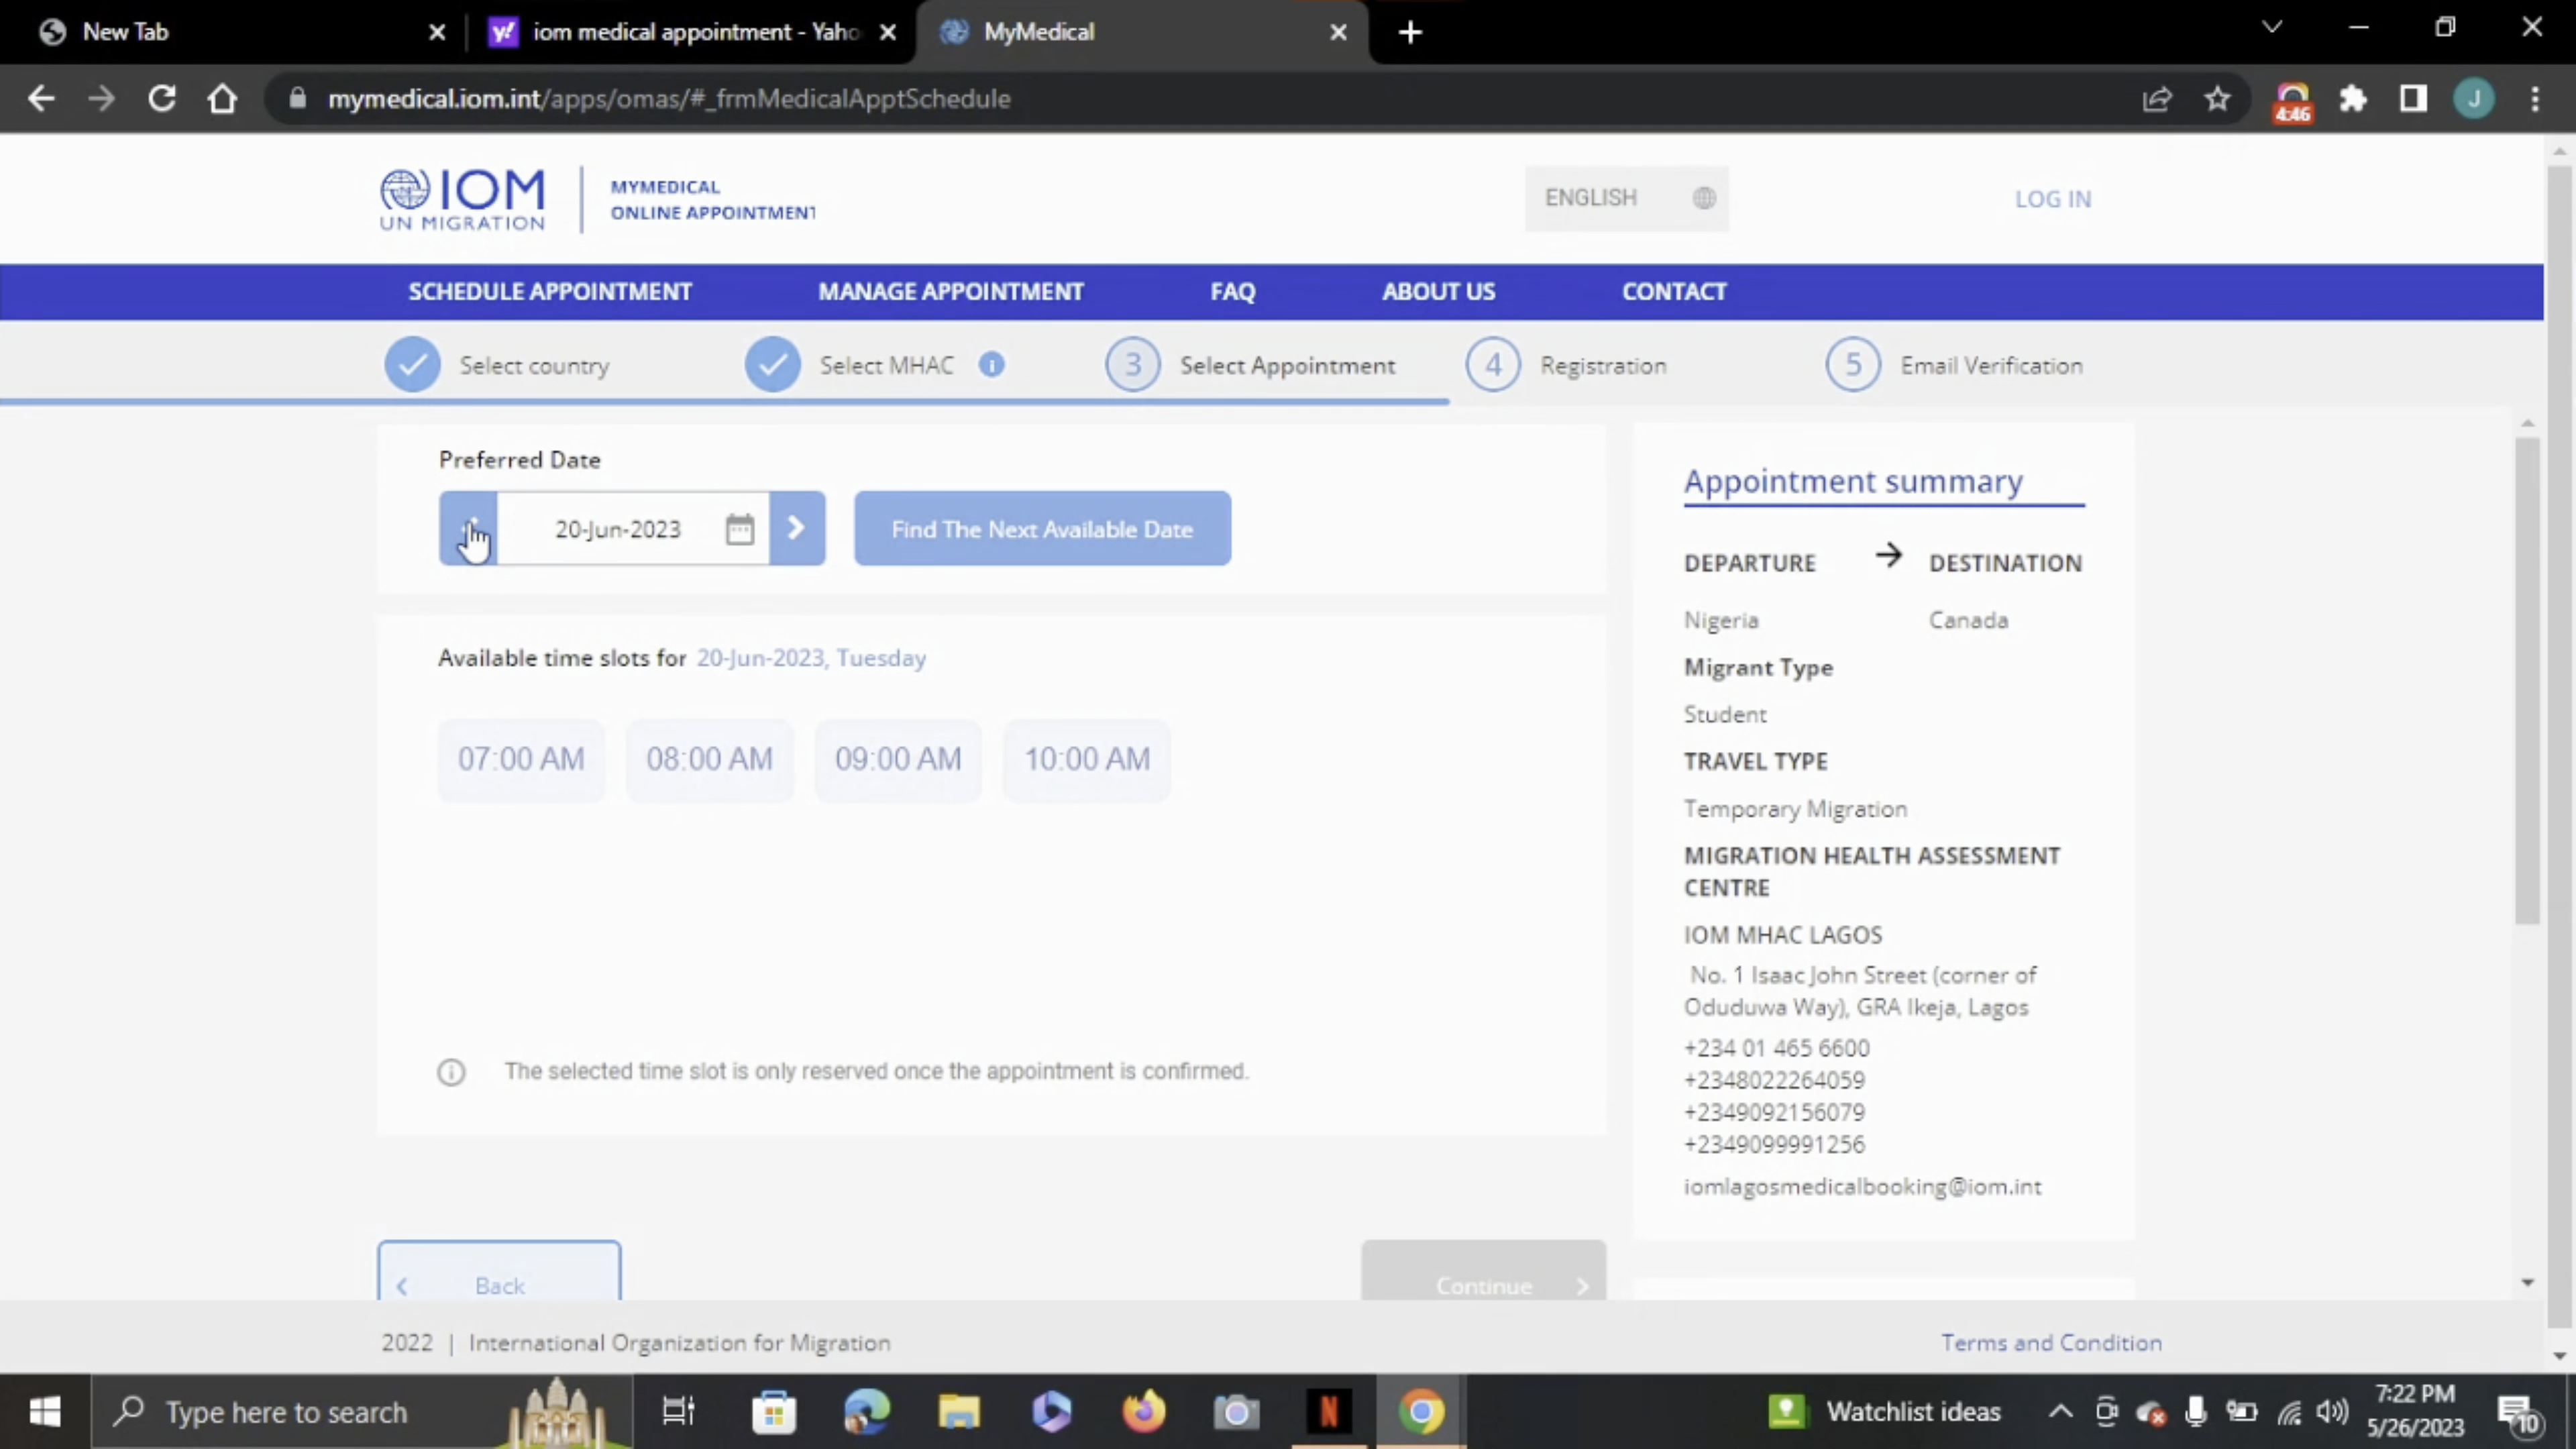 New Tab
iom medical appointment - Yaho
MyMedical
mymedical.iom.int/apps/omas/#_frmMedicalApptSchedule
4:46
J
IOM
UN MIGRATION
MYMEDICAL
ONLINE APPOINTMENT
ENGLISH
LOG IN
SCHEDULE APPOINTMENT
MANAGE APPOINTMENT
FAQ
ABOUT US
CONTACT
Select country
Select MHAC
3 Select Appointment
4 Registration
5 Email Verification
Preferred Date
20-Jun-2023
Find The Next Available Date
Available time slots for 20-Jun-2023, Tuesday
07:00 AM
08:00 AM
09:00 AM
10:00 AM
The selected time slot is only reserved once the appointment is confirmed.
Back
Continue
Appointment summary
DEPARTURE
DESTINATION
Nigeria
Canada
Migrant Type
Student
TRAVEL TYPE
Temporary Migration
MIGRATION HEALTH ASSESSMENT
CENTRE
IOM MHAC LAGOS
No. 1 Isaac John Street (corner of
Oduduwa Way), GRA Ikeja, Lagos
+234 01 465 6600
+2348022264059
+2349092156079
+2349099991256
iomlagosmedicalbooking@iom.int
2022 | International Organization for Migration
Terms and Condition
Type here to search
N
Watchlist ideas
7:22 PM
5/26/2023
10